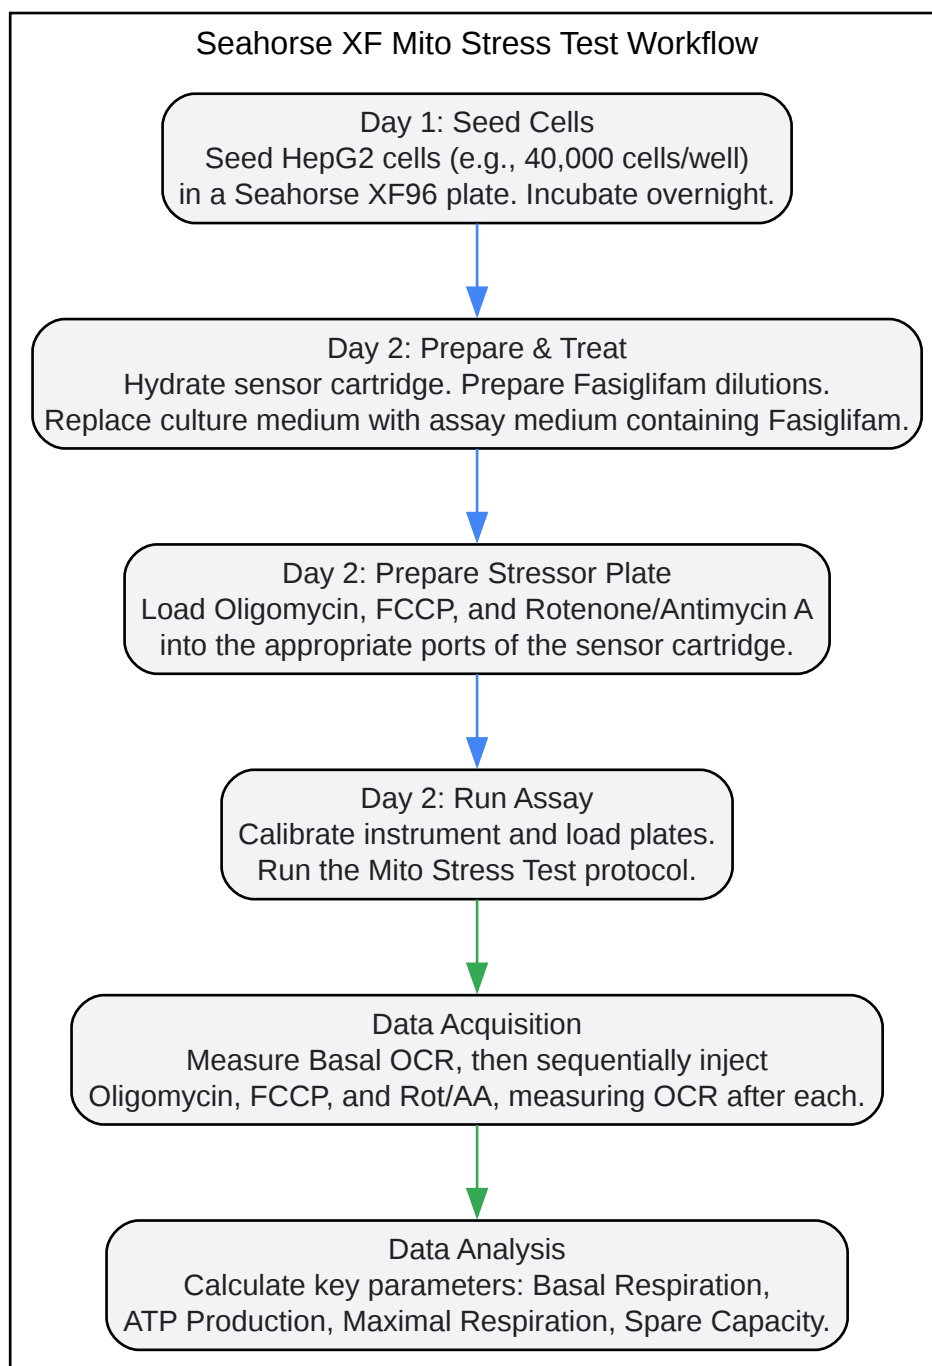 Seahorse XF Mito Stress Test Workflow
Day 1: Seed Cells
Seed HepG2 cells (e.g., 40,000 cells/well)
in a Seahorse XF96 plate. Incubate overnight.
Day 2: Prepare & Treat
Hydrate sensor cartridge. Prepare Fasiglifam dilutions.
Replace culture medium with assay medium containing Fasiglifam.
Day 2: Prepare Stressor Plate
Load Oligomycin, FCCP, and Rotenone/Antimycin A
into the appropriate ports of the sensor cartridge.
Day 2: Run Assay
Calibrate instrument and load plates.
Run the Mito Stress Test protocol.
Data Acquisition
Measure Basal OCR, then sequentially inject
Oligomycin, FCCP, and Rot/AA, measuring OCR after each.
Data Analysis
Calculate key parameters: Basal Respiration,
ATP Production, Maximal Respiration, Spare Capacity.